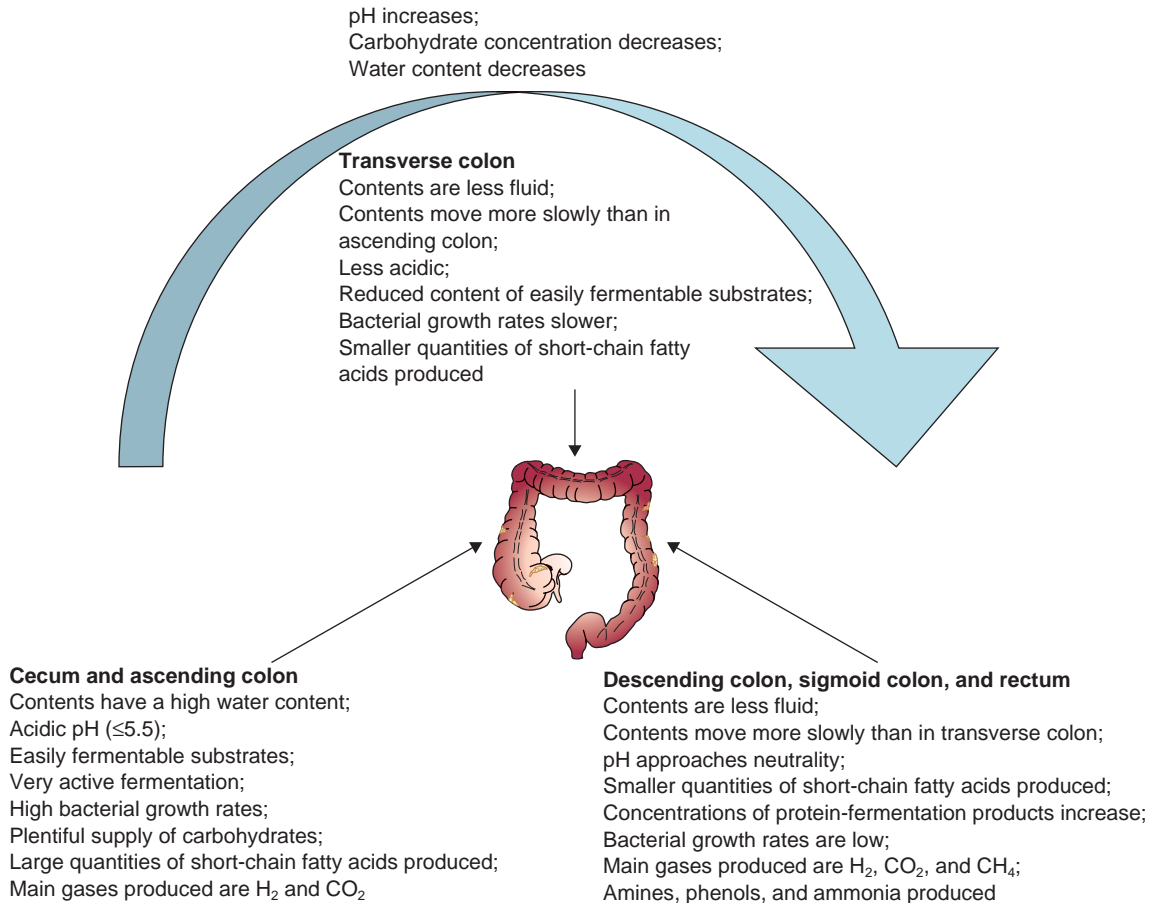 pH increases;
Carbohydrate concentration decreases;
Water content decreases
Transverse colon
Contents are less fluid;
Contents move more slowly than in
ascending colon;
Less acidic;
Reduced content of easily fermentable substrates;
Bacterial growth rates slower;
Smaller quantities of short-chain fatty
acids produced
Cecum and ascending colon
Contents have a high water content;
Acidic pH (≤5.5);
Easily fermentable substrates;
Very active fermentation;
High bacterial growth rates;
Plentiful supply of carbohydrates;
Large quantities of short-chain fatty acids produced;
Main gases produced are H₂ and CO₂
Descending colon, sigmoid colon, and rectum
Contents are less fluid;
Contents move more slowly than in transverse colon;
pH approaches neutrality;
Smaller quantities of short-chain fatty acids produced;
Concentrations of protein-fermentation products increase;
Bacterial growth rates are low;
Main gases produced are H₂, CO₂, and CH₄;
Amines, phenols, and ammonia produced